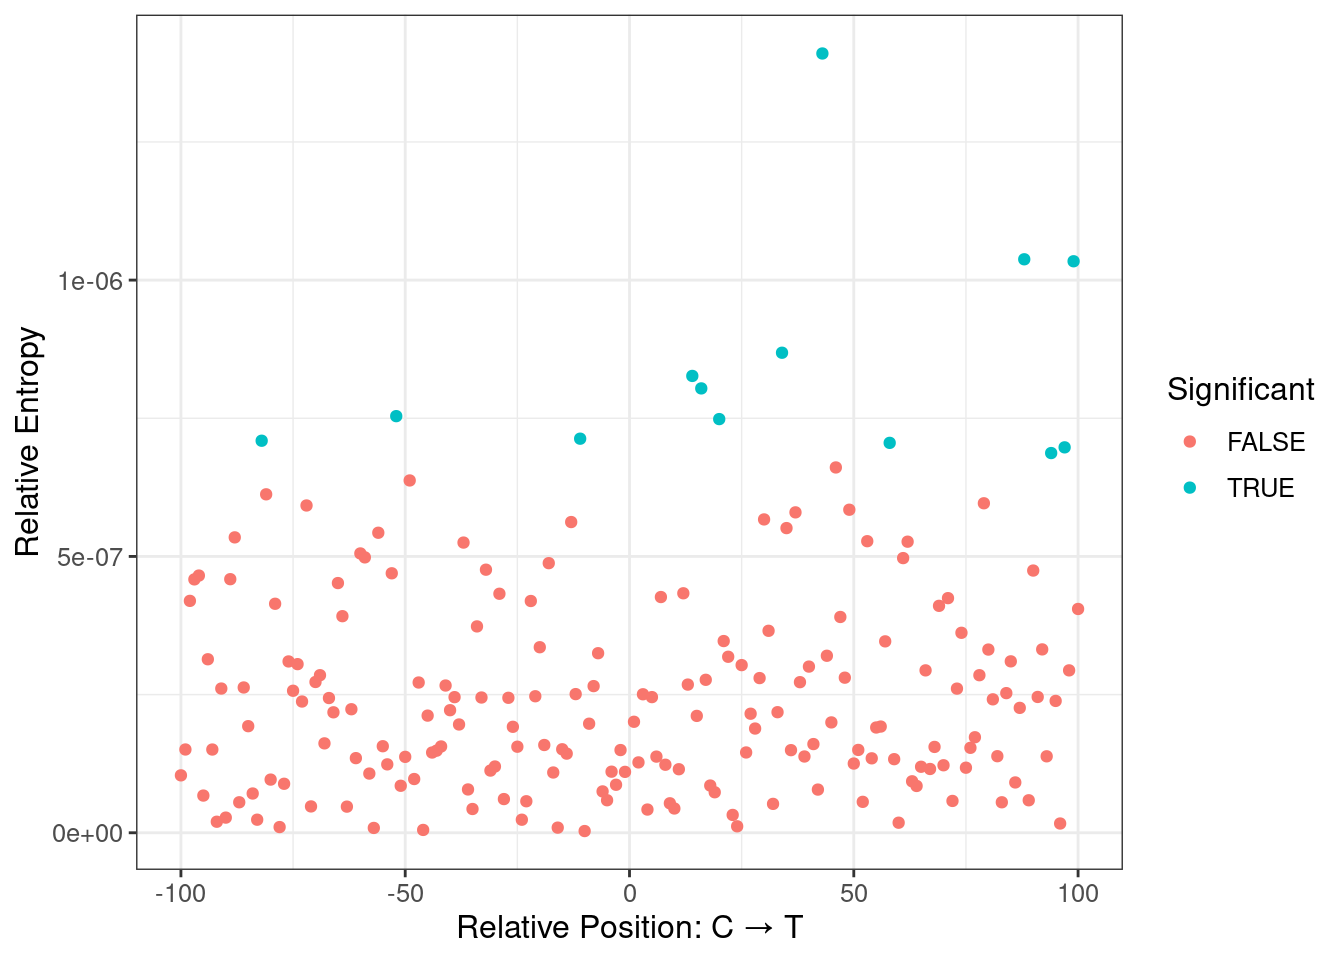 1e-06
5e-07
0e+00
-100 -50 0 50 100
Relative Position: C → T
Relative Entropy
Significant
FALSE
TRUE